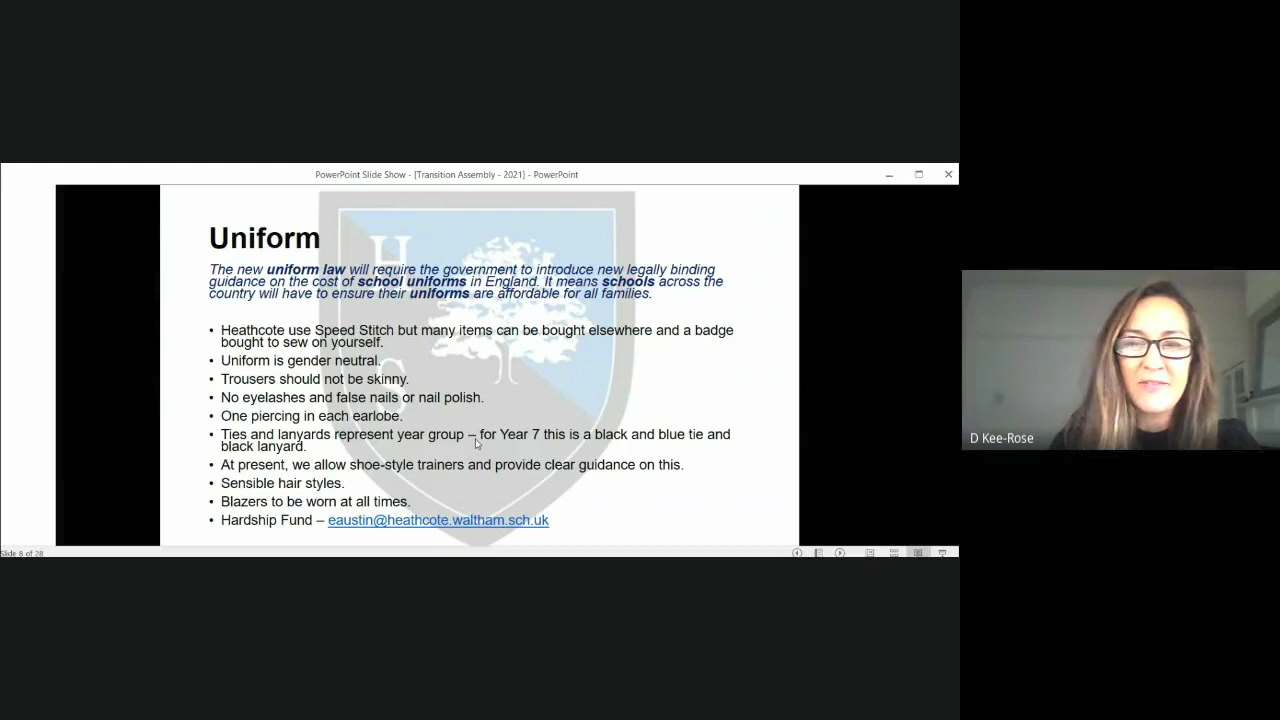 PowerPoint Slide Show - [Transition Assembly - 2021] - PowerPoint
H
S
Uniform
The new uniform law will require the government to introduce new legally binding
guidance on the cost of school uniforms in England. It means schools across the
country will have to ensure their uniforms are affordable for all families.
• Heathcote use Speed Stitch but many items can be bought elsewhere and a badge
bought to sew on yourself.
• Uniform is gender neutral.
• Trousers should not be skinny.
• No eyelashes and false nails or nail polish.
• One piercing in each earlobe.
• Ties and lanyards represent year group – for Year 7 this is a black and blue tie and
black lanyard.
• At present, we allow shoe-style trainers and provide clear guidance on this.
• Sensible hair styles.
• Blazers to be worn at all times.
• Hardship Fund – eaustin@heathcote.waltham.sch.uk
Slide 8 of 28
D Kee-Rose